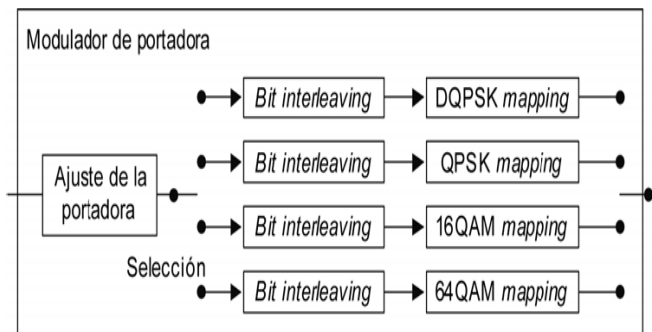 Modulador de portadora
Bit interleaving
DQPSK mapping
Bit interleaving
QPSK mapping
Ajuste de la
portadora
Bit interleaving
16QAM mapping
Selección
Bit interleaving
64QAM mapping